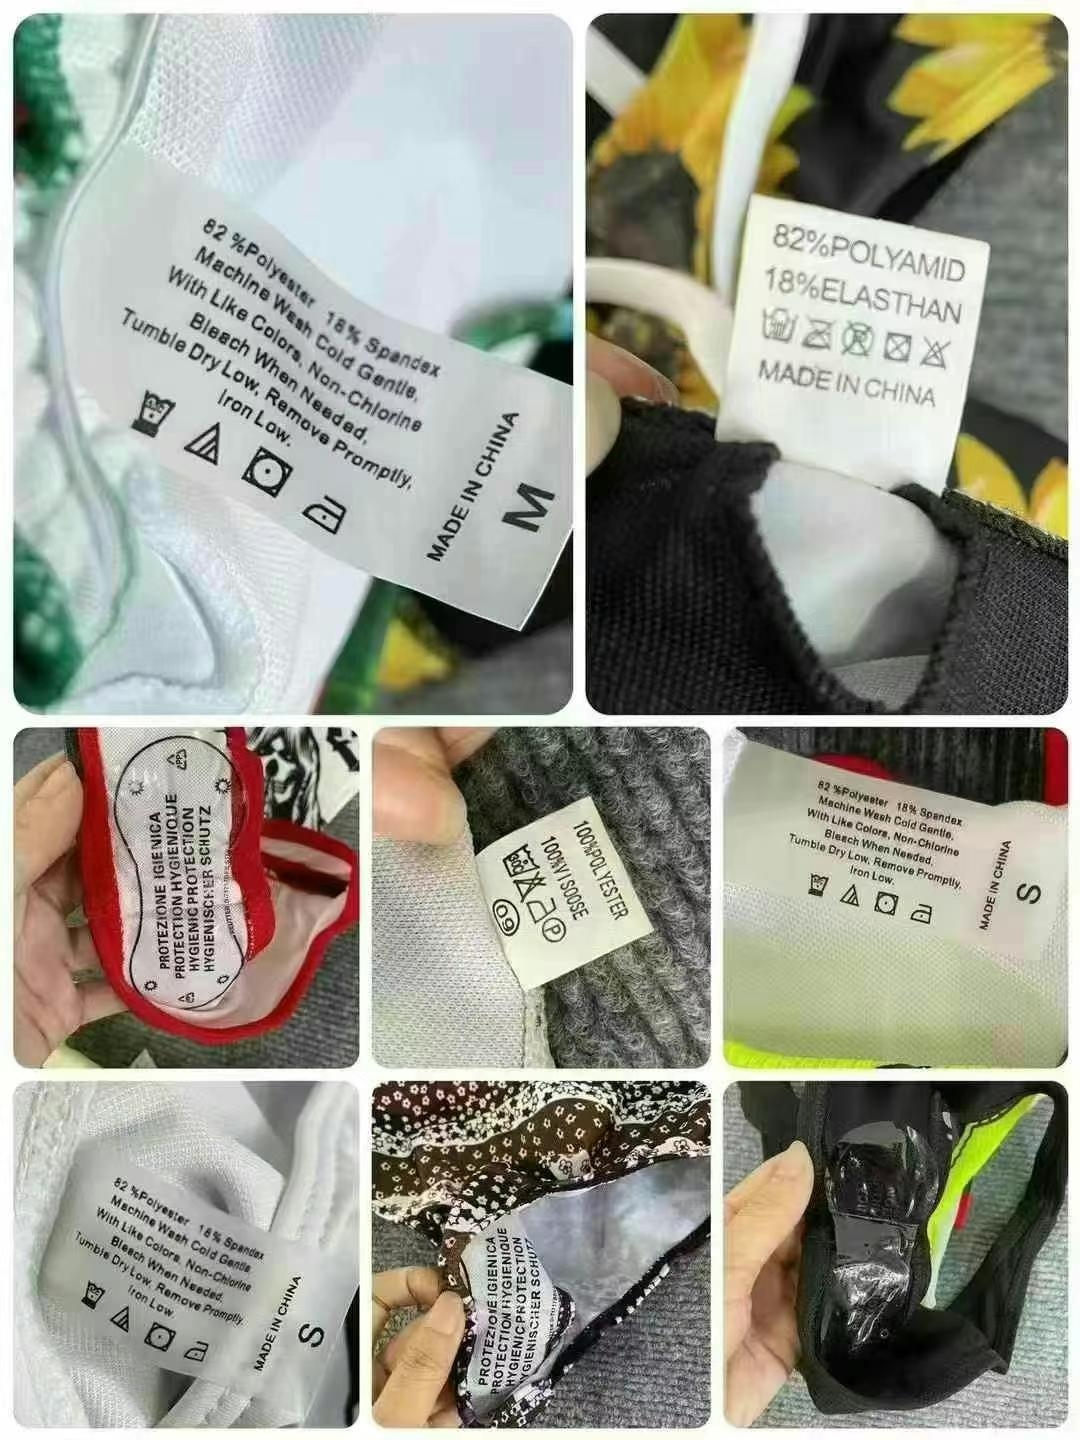 82 %Polyester 18% Spandex
Machine Wash Cold Gentle,
With Like Colors, Non-Chlorine
Bleach When Needed,
Tumble Dry Low, Remove Promptly,
Iron Low.
MADE IN CHINA
M
82%POLYAMID
18%ELASTHAN
MADE IN CHINA
PROTEZIONE IGIENICA
PROTECTION HYGIENIQUE
HYGIENIC PROTECTION
HYGIENISCHER SCHUTZ
100%POLYESTER
100%VISOOSE
60
P
82 %Polyester 18% Spandex
Machine Wash Cold Gentle,
With Like Colors, Non-Chlorine
Bleach When Needed,
Tumble Dry Low, Remove Promptly,
Iron Low.
MADE IN CHINA
S
82 %Polyester 18% Spandex
Machine Wash Cold Gentle,
With Like Colors, Non-Chlorine
Bleach When Needed,
Tumble Dry Low, Remove Promptly,
Iron Low
MADE IN CHINA
S
PROTEZIONE IGIENICA
PROTECTION HYGIENIQUE
HYGIENIC PROTECTION
HYGIENISCHER SCHUTZ